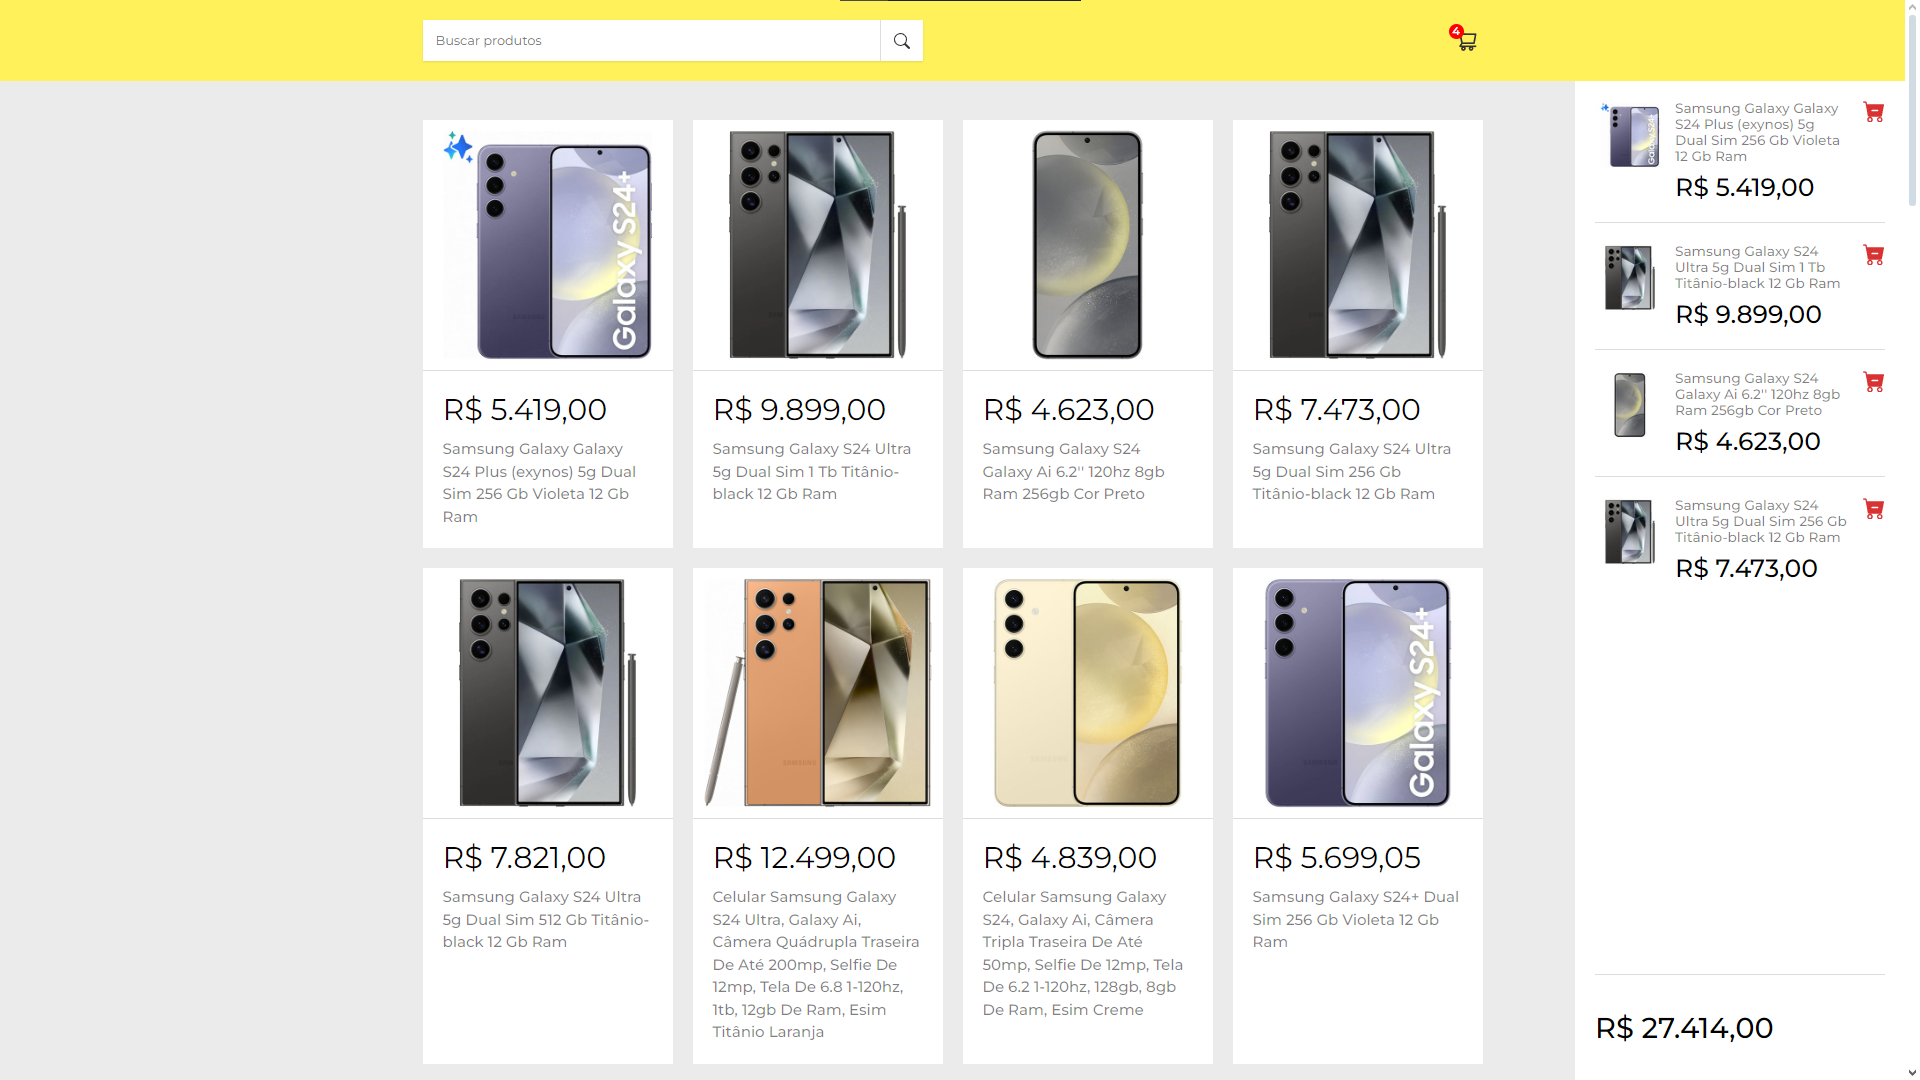 Buscar produtos
4
Galaxy S24+
R$ 5.419,00
Samsung Galaxy Galaxy
S24 Plus (exynos) 5g Dual
Sim 256 Gb Violeta 12 Gb
Ram
R$ 9.899,00
Samsung Galaxy S24 Ultra
5g Dual Sim 1 Tb Titânio-
black 12 Gb Ram
R$ 4.623,00
Samsung Galaxy S24
Galaxy Ai 6.2'' 120hz 8gb
Ram 256gb Cor Preto
R$ 7.473,00
Samsung Galaxy S24 Ultra
5g Dual Sim 256 Gb
Titânio-black 12 Gb Ram
R$ 7.821,00
Samsung Galaxy S24 Ultra
5g Dual Sim 512 Gb Titânio-
black 12 Gb Ram
SAMSUNG
R$ 12.499,00
Celular Samsung Galaxy
S24 Ultra, Galaxy Ai,
Câmera Quádrupla Traseira
De Até 200mp, Selfie De
12mp, Tela De 6.8 1-120hz,
1tb, 12gb De Ram, Esim
Titânio Laranja
SAMSUNG
R$ 4.839,00
Celular Samsung Galaxy
S24, Galaxy Ai, Câmera
Tripla Traseira De Até
50mp, Selfie De 12mp, Tela
De 6.2 1-120hz, 128gb, 8gb
De Ram, Esim Creme
Galaxy S24+
R$ 5.699,05
Samsung Galaxy S24+ Dual
Sim 256 Gb Violeta 12 Gb
Ram
Galaxy S24+
Samsung Galaxy Galaxy
S24 Plus (exynos) 5g
Dual Sim 256 Gb Violeta
12 Gb Ram
R$ 5.419,00
Samsung Galaxy S24
Ultra 5g Dual Sim 1 Tb
Titânio-black 12 Gb Ram
R$ 9.899,00
Samsung Galaxy S24
Galaxy Ai 6.2'' 120hz 8gb
Ram 256gb Cor Preto
R$ 4.623,00
Samsung Galaxy S24
Ultra 5g Dual Sim 256 Gb
Titânio-black 12 Gb Ram
R$ 7.473,00
R$ 27.414,00